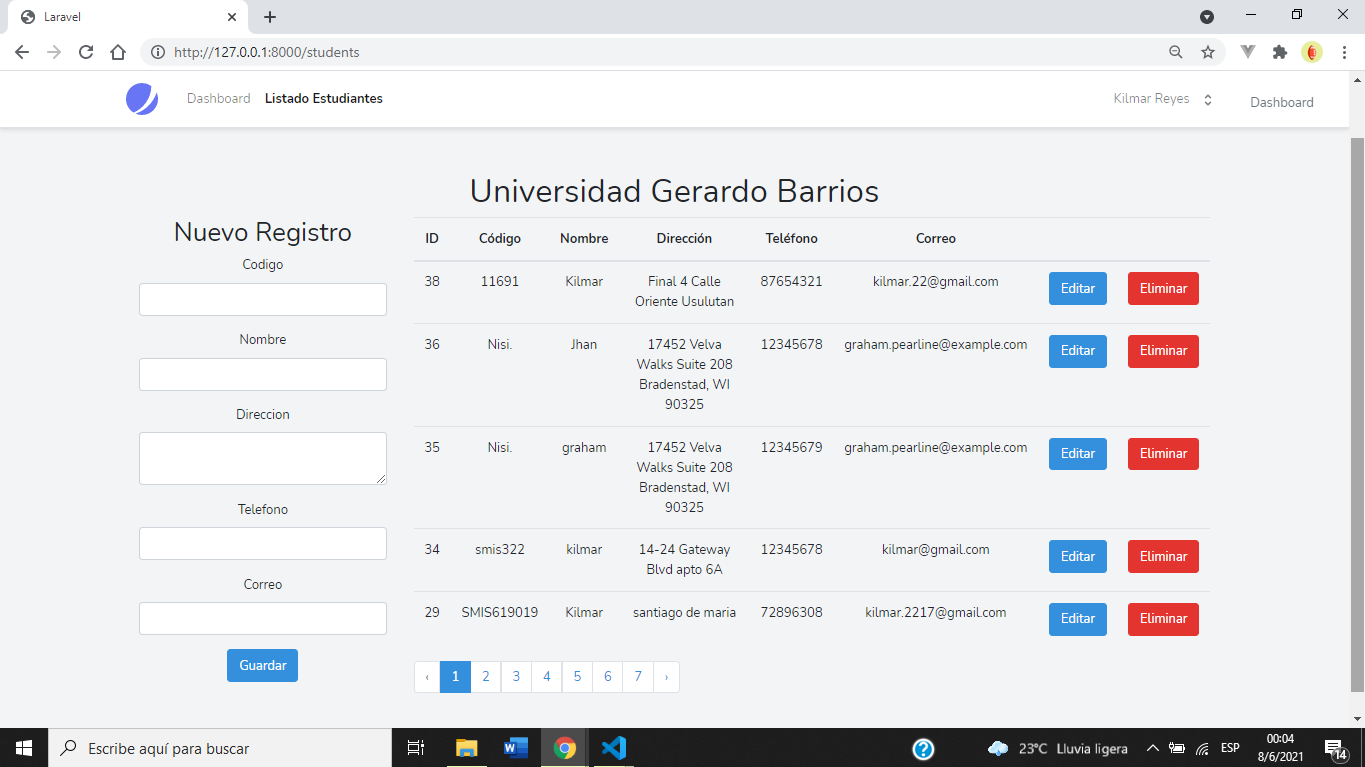 Laravel
http://127.0.0.1:8000/students
Dashboard Listado Estudiantes Kilmar Reyes Dashboard
Universidad Gerardo Barrios
Nuevo Registro
Codigo
Nombre
Direccion
Telefono
Correo
Guardar
ID Código Nombre Dirección Teléfono Correo
38 11691 Kilmar Final 4 Calle 87654321 kilmar.22@gmail.com Editar Eliminar
Oriente Usulutan
36 Nisi. Jhan 17452 Velva 12345678 graham.pearline@example.com Editar Eliminar
Walks Suite 208
Bradenstad, WI
90325
35 Nisi. graham 17452 Velva 12345679 graham.pearline@example.com Editar Eliminar
Walks Suite 208
Bradenstad, WI
90325
34 smis322 kilmar 14-24 Gateway 12345678 kilmar@gmail.com Editar Eliminar
Blvd apto 6A
29 SMIS619019 Kilmar santiago de maria 72896308 kilmar.2217@gmail.com Editar Eliminar
‹ 1 2 3 4 5 6 7 ›
Escribe aquí para buscar
23°C Lluvia ligera
ESP
00:04
8/6/2021
14